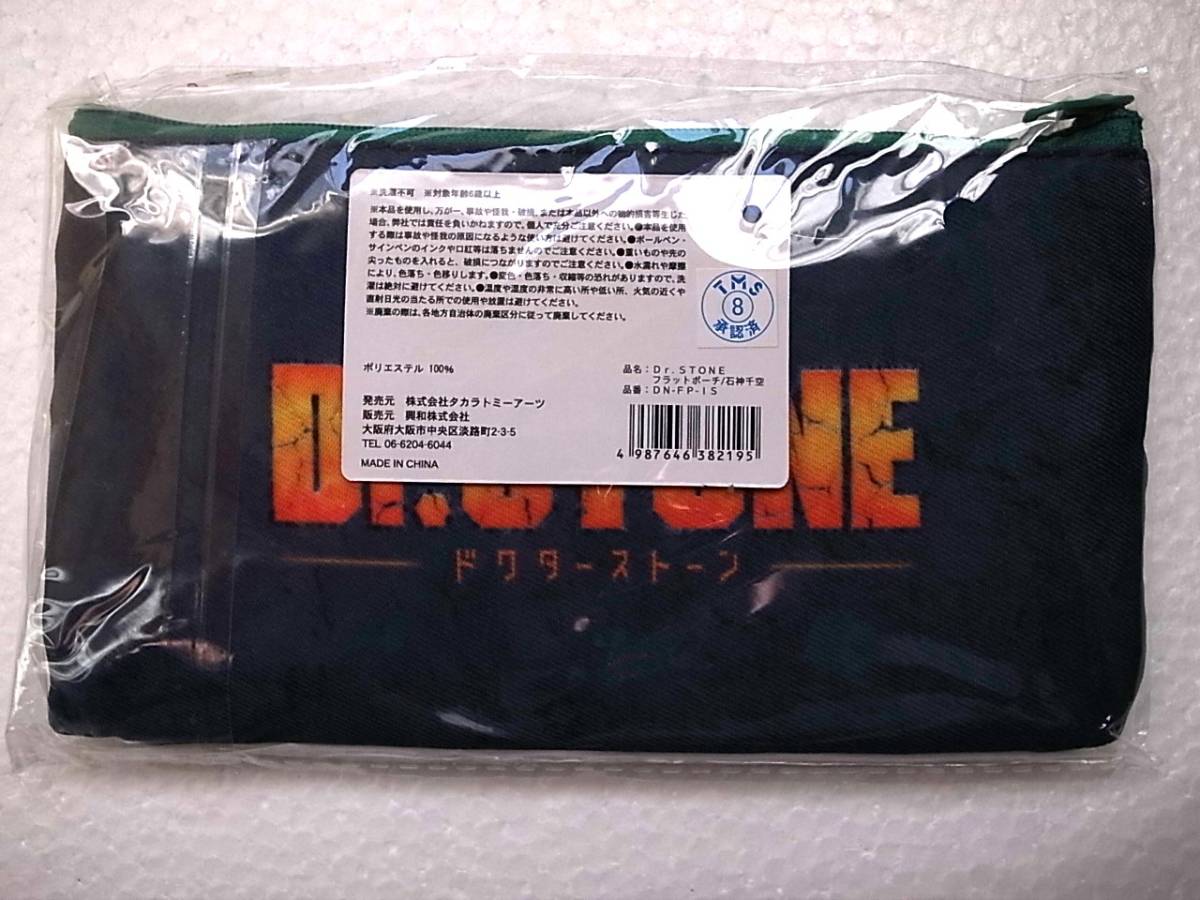 ※洗濯不可 ※対象年齢6歳以上
※本品を使用し、万が一、事故や怪我・破損、または本品以外への物的損害等生じた
場合、弊社では責任を負いかねますので、個人で充分ご注意ください。●本品を使用
する際は事故や怪我の原因になるような使い方は避けてください。●ボールペン・
サインペンのインクや口紅等は落ちませんのでご注意ください。●重いものや先の
尖ったものを入れると、破損につながりますのでご注意ください。●水濡れや摩擦
により、色落ち・色移りします。●変色・色落ち・収縮等の恐れがありますので、洗
濯は絶対に避けてください。●温度や湿度の非常に高い所や低い所、火気の近くや
直射日光の当たる所での使用や放置は避けてください。
※廃棄の際は、各地方自治体の廃棄区分に従って廃棄してください。
TMS
8
承認済
ポリエステル 100%
発売元 株式会社タカラトミーアーツ
販売元 興和株式会社
大阪府大阪市中央区淡路町2-3-5
TEL 06-6204-6044
MADE IN CHINA
品名：Dr.STONE
フラットポーチ/石神千空
品番：DN-FP-IS
4 987646 382195
Dr.STONE
ドクターストーン